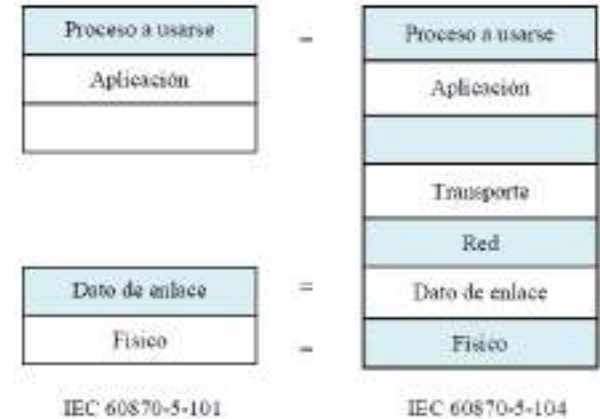 Proceso a usarse
Aplicación
Dato de enlace
Físico
IEC 60870-5-101
=
=
=
Proceso a usarse
Aplicación
Transporte
Red
Dato de enlace
Físico
IEC 60870-5-104